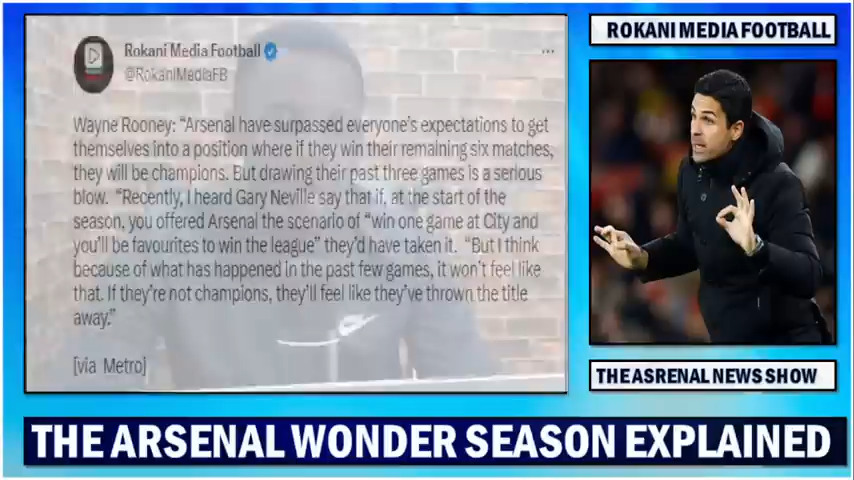 Rokani Media Football
@RokaniMediaFB
Wayne Rooney: “Arsenal have surpassed everyone’s expectations to get
themselves into a position where if they win their remaining six matches,
they will be champions. But drawing their past three games is a serious
blow. “Recently, I heard Gary Neville say that if, at the start of the
season, you offered Arsenal the scenario of “win one game at City and
you’ll be favourites to win the league” they’d have taken it. “But I think
because of what has happened in the past few games, it won’t feel like
that. If they’re not champions, they’ll feel like they’ve thrown the title
away.”
[via Metro]
ROKANI MEDIA FOOTBALL
THE ASRENAL NEWS SHOW
THE ARSENAL WONDER SEASON EXPLAINED